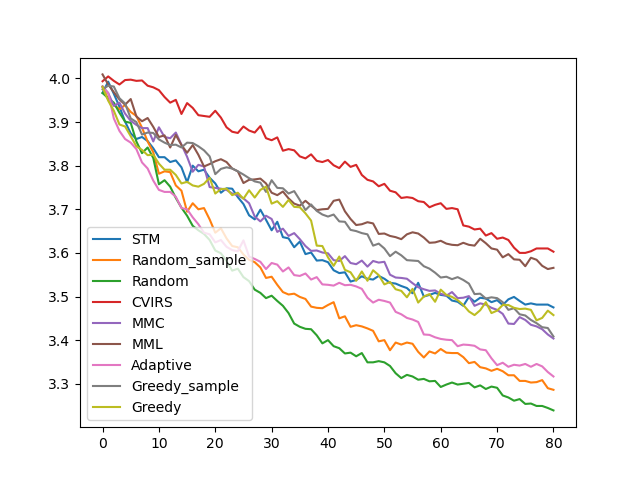 4.0
3.9
3.8
3.7
3.6
3.5
3.4
3.3
STM
Random_sample
Random
CVIRS
MMC
MML
Adaptive
Greedy_sample
Greedy
0 10 20 30 40 50 60 70 80